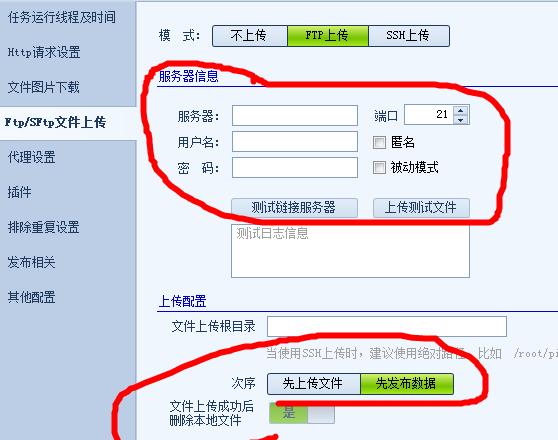 任务运行线程及时间
Http请求设置
文件图片下载
Ftp/SFtp文件上传
代理设置
插件
排除重复设置
发布相关
其他配置
模 式： 不上传 FTP上传 SSH上传
服务器信息
服务器： 端口 21
用户名： 匿名
密 码： 被动模式
测试链接服务器 上传测试文件
测试日志信息
上传配置
文件上传根目录
当使用SSH上传时，建议使用绝对路径，比如 /root/pi
次序 先上传文件 先发布数据
文件上传成功后
删除本地文件 是